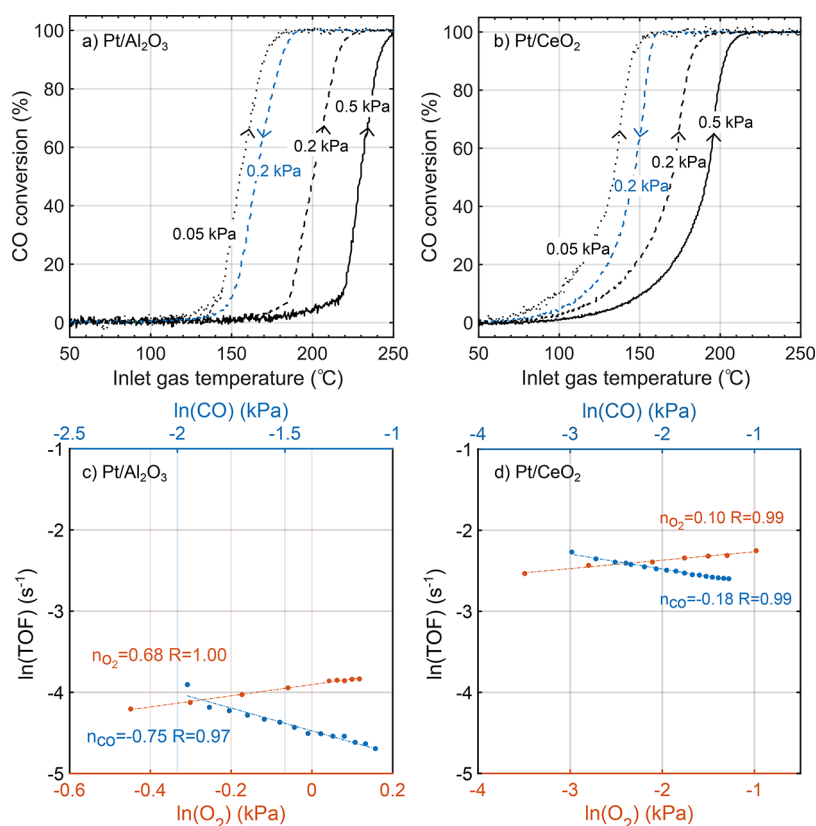 a) Pt/Al₂O₃
100
80
60
40
20
0
CO conversion (%)
0.5 kPa
0.2 kPa
0.2 kPa
0.05 kPa
50
100
150
200
250
Inlet gas temperature (℃)
b) Pt/CeO₂
100
80
60
40
20
0
CO conversion (%)
0.5 kPa
0.2 kPa
0.2 kPa
0.05 kPa
50
100
150
200
250
Inlet gas temperature (℃)
ln(CO) (kPa)
-2.5
-2
-1.5
-1
c) Pt/Al₂O₃
-1
-2
-3
-4
-5
ln(TOF) (s⁻¹)
n_O₂=0.68 R=1.00
n_CO=-0.75 R=0.97
-0.6
-0.4
-0.2
0
0.2
ln(O₂) (kPa)
ln(CO) (kPa)
-4
-3
-2
-1
d) Pt/CeO₂
-1
-2
-3
-4
-5
ln(TOF) (s⁻¹)
n_O₂=0.10 R=0.99
n_CO=-0.18 R=0.99
-3
-2
-1
ln(O₂) (kPa)